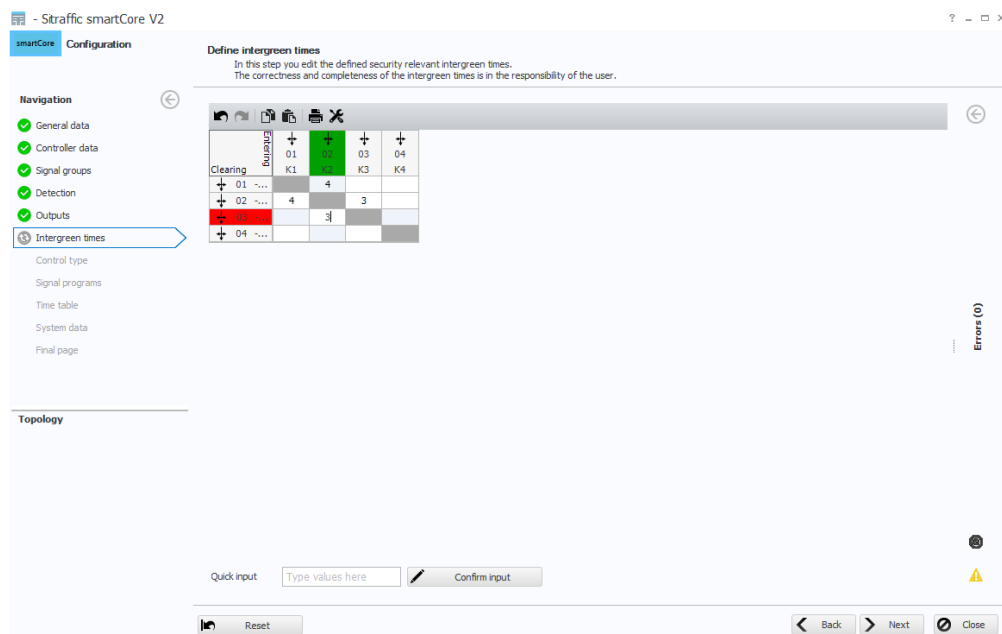 - Sitraffic smartCore V2
smartCore Configuration
Define intergreen times
In this step you edit the defined security relevant intergreen times.
The correctness and completeness of the intergreen times is in the responsibility of the user.
Navigation
General data
Controller data
Signal groups
Detection
Outputs
Intergreen times
Control type
Signal programs
Time table
System data
Final page
Topology
Entering
Clearing
01 02 03 04
K1 K2 K3 K4
01 -... 4
02 -... 4 3
03 -... 3
04 -...
Errors (0)
Quick input Type values here Confirm input
Reset Back Next Close